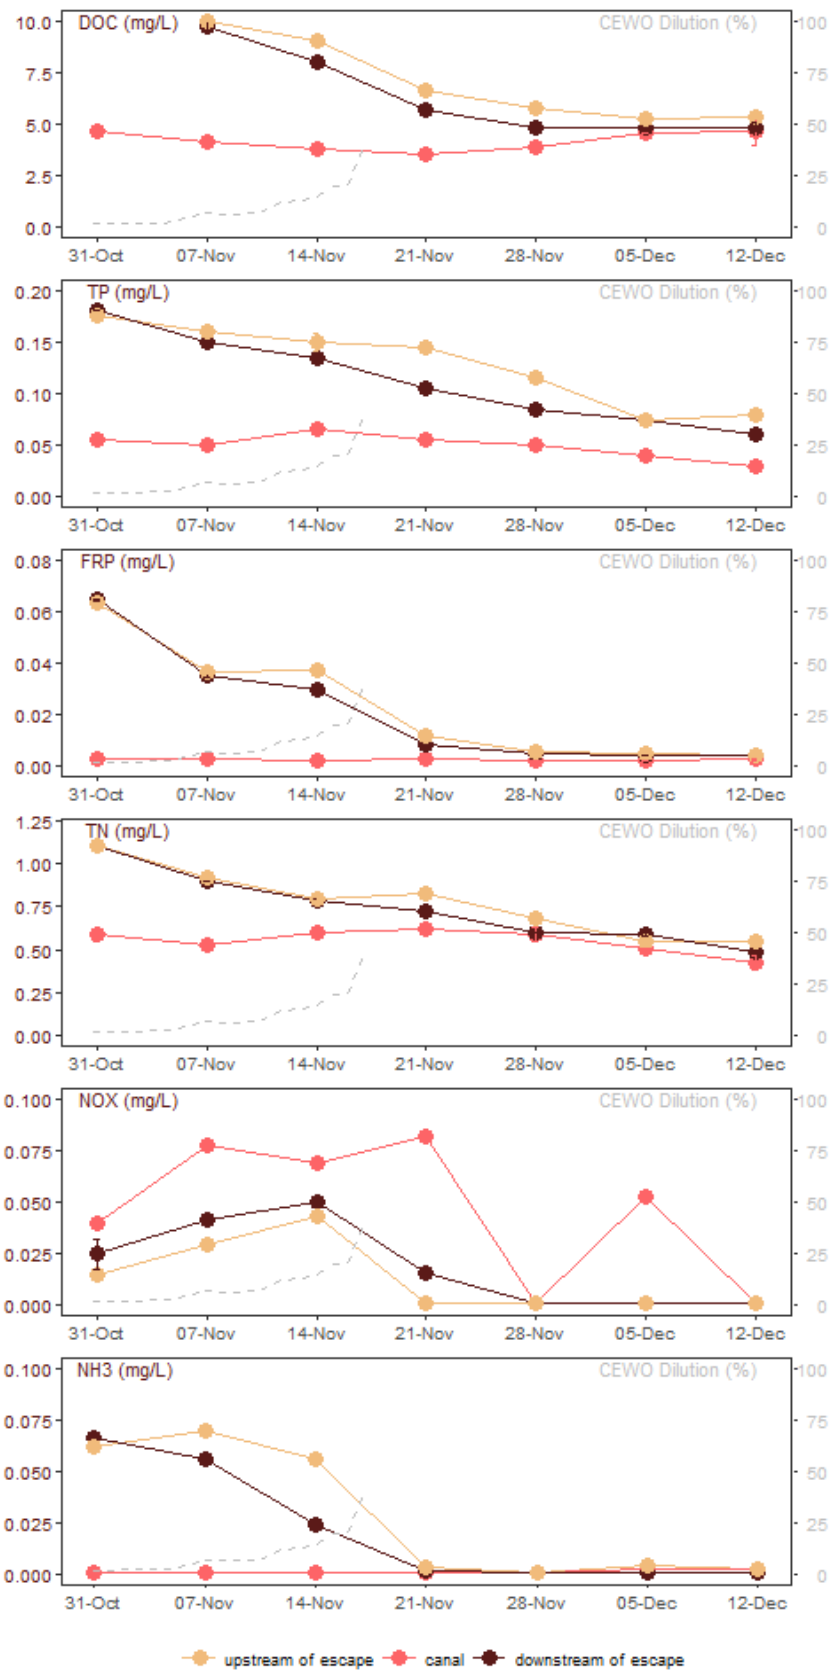 DOC (mg/L) CEWO Dilution (%)
10.0 100
7.5 75
5.0 50
2.5 25
0.0 0
31-Oct 07-Nov 14-Nov 21-Nov 28-Nov 05-Dec 12-Dec
TP (mg/L) CEWO Dilution (%)
0.20 100
0.15 75
0.10 50
0.05 25
0.00 0
31-Oct 07-Nov 14-Nov 21-Nov 28-Nov 05-Dec 12-Dec
FRP (mg/L) CEWO Dilution (%)
0.08 100
0.06 75
0.04 50
0.02 25
0.00 0
31-Oct 07-Nov 14-Nov 21-Nov 28-Nov 05-Dec 12-Dec
TN (mg/L) CEWO Dilution (%)
1.25 100
1.00 75
0.75 50
0.50 25
0.25 0
0.00
31-Oct 07-Nov 14-Nov 21-Nov 28-Nov 05-Dec 12-Dec
NOX (mg/L) CEWO Dilution (%)
0.100 100
0.075 75
0.050 50
0.025 25
0.000 0
31-Oct 07-Nov 14-Nov 21-Nov 28-Nov 05-Dec 12-Dec
NH3 (mg/L) CEWO Dilution (%)
0.100 100
0.075 75
0.050 50
0.025 25
0.000 0
31-Oct 07-Nov 14-Nov 21-Nov 28-Nov 05-Dec 12-Dec
upstream of escape canal downstream of escape